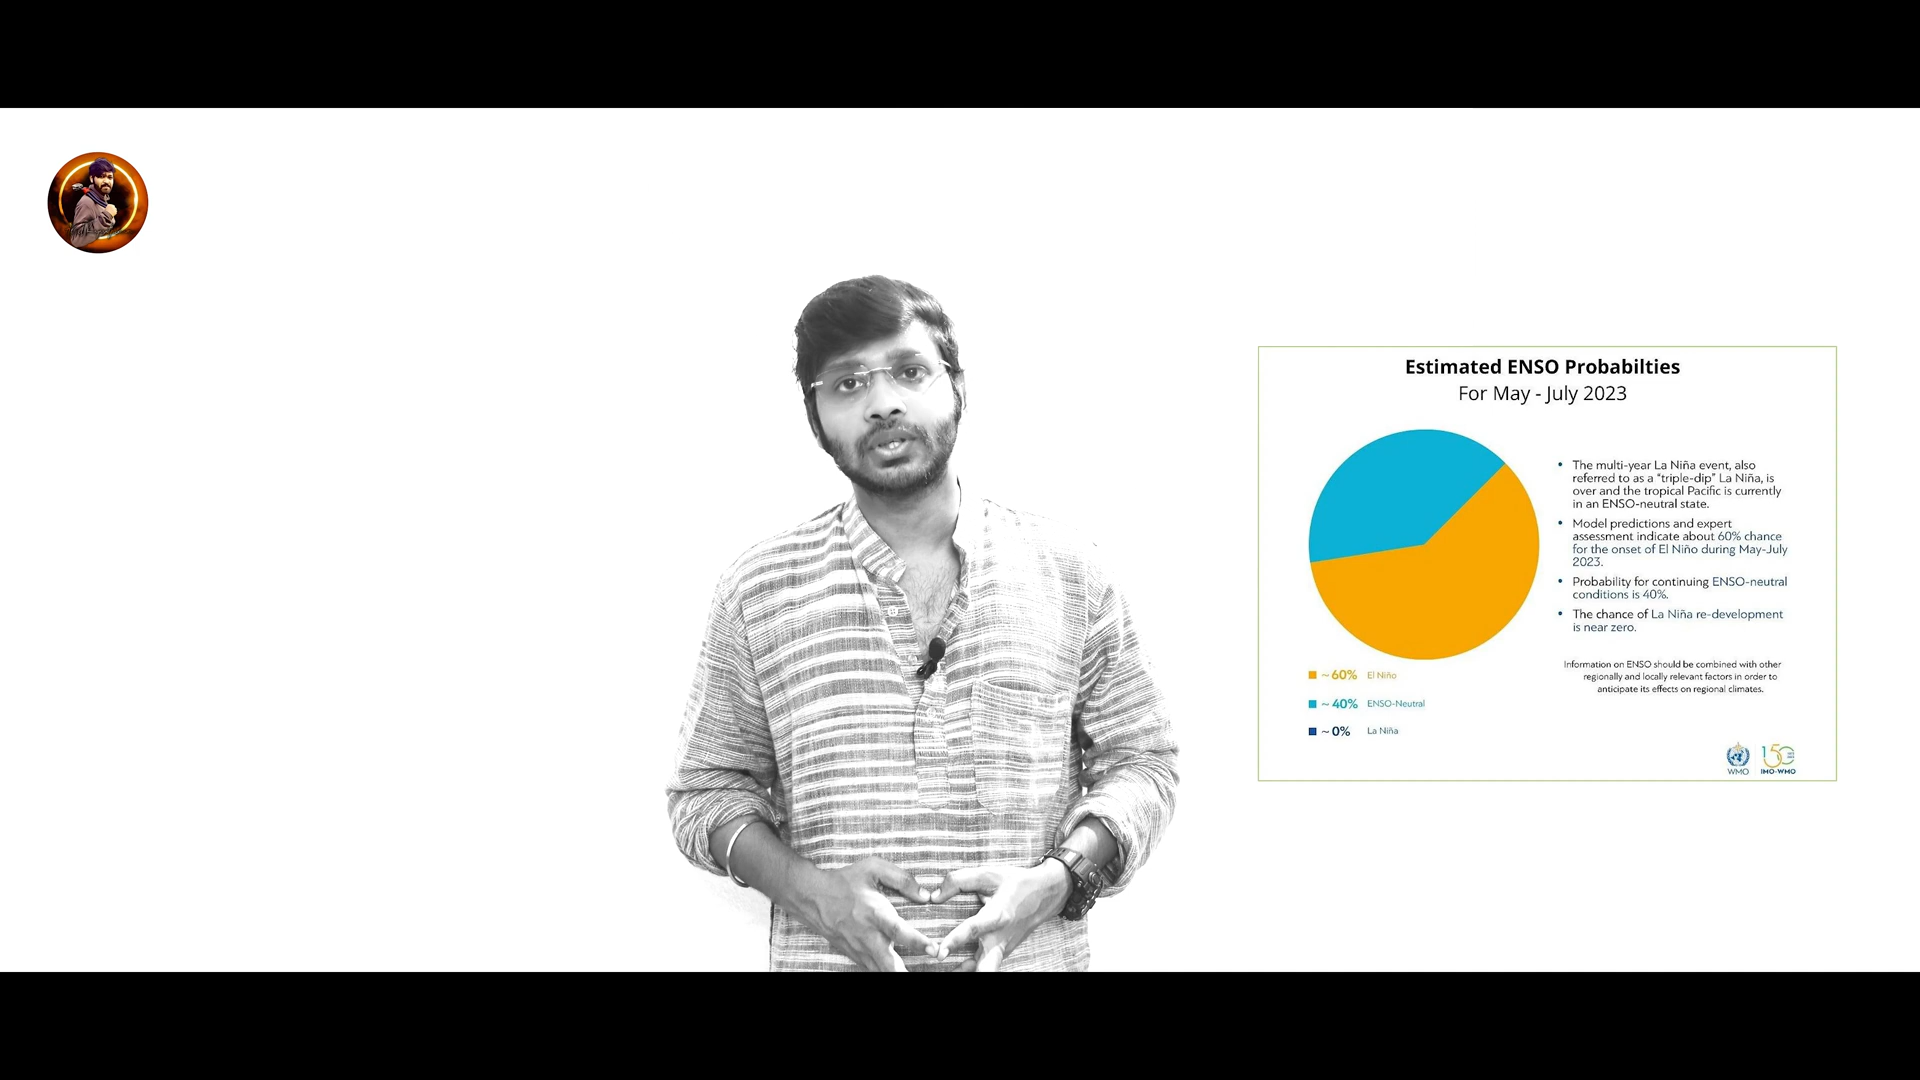 Estimated ENSO Probabilties
For May - July 2023
• The multi-year La Niña event, also
referred to as a “triple-dip” La Niña, is
over and the tropical Pacific is currently
in an ENSO-neutral state.
• Model predictions and expert
assessment indicate about 60% chance
for the onset of El Niño during May-July
2023.
• Probability for continuing ENSO-neutral
conditions is 40%.
• The chance of La Niña re-development
is near zero.
Information on ENSO should be combined with other
regionally and locally relevant factors in order to
anticipate its effects on regional climates.
~60% El Niño
~ 40% ENSO-Neutral
~0% La Niña
WMO
150
IMO-WMO